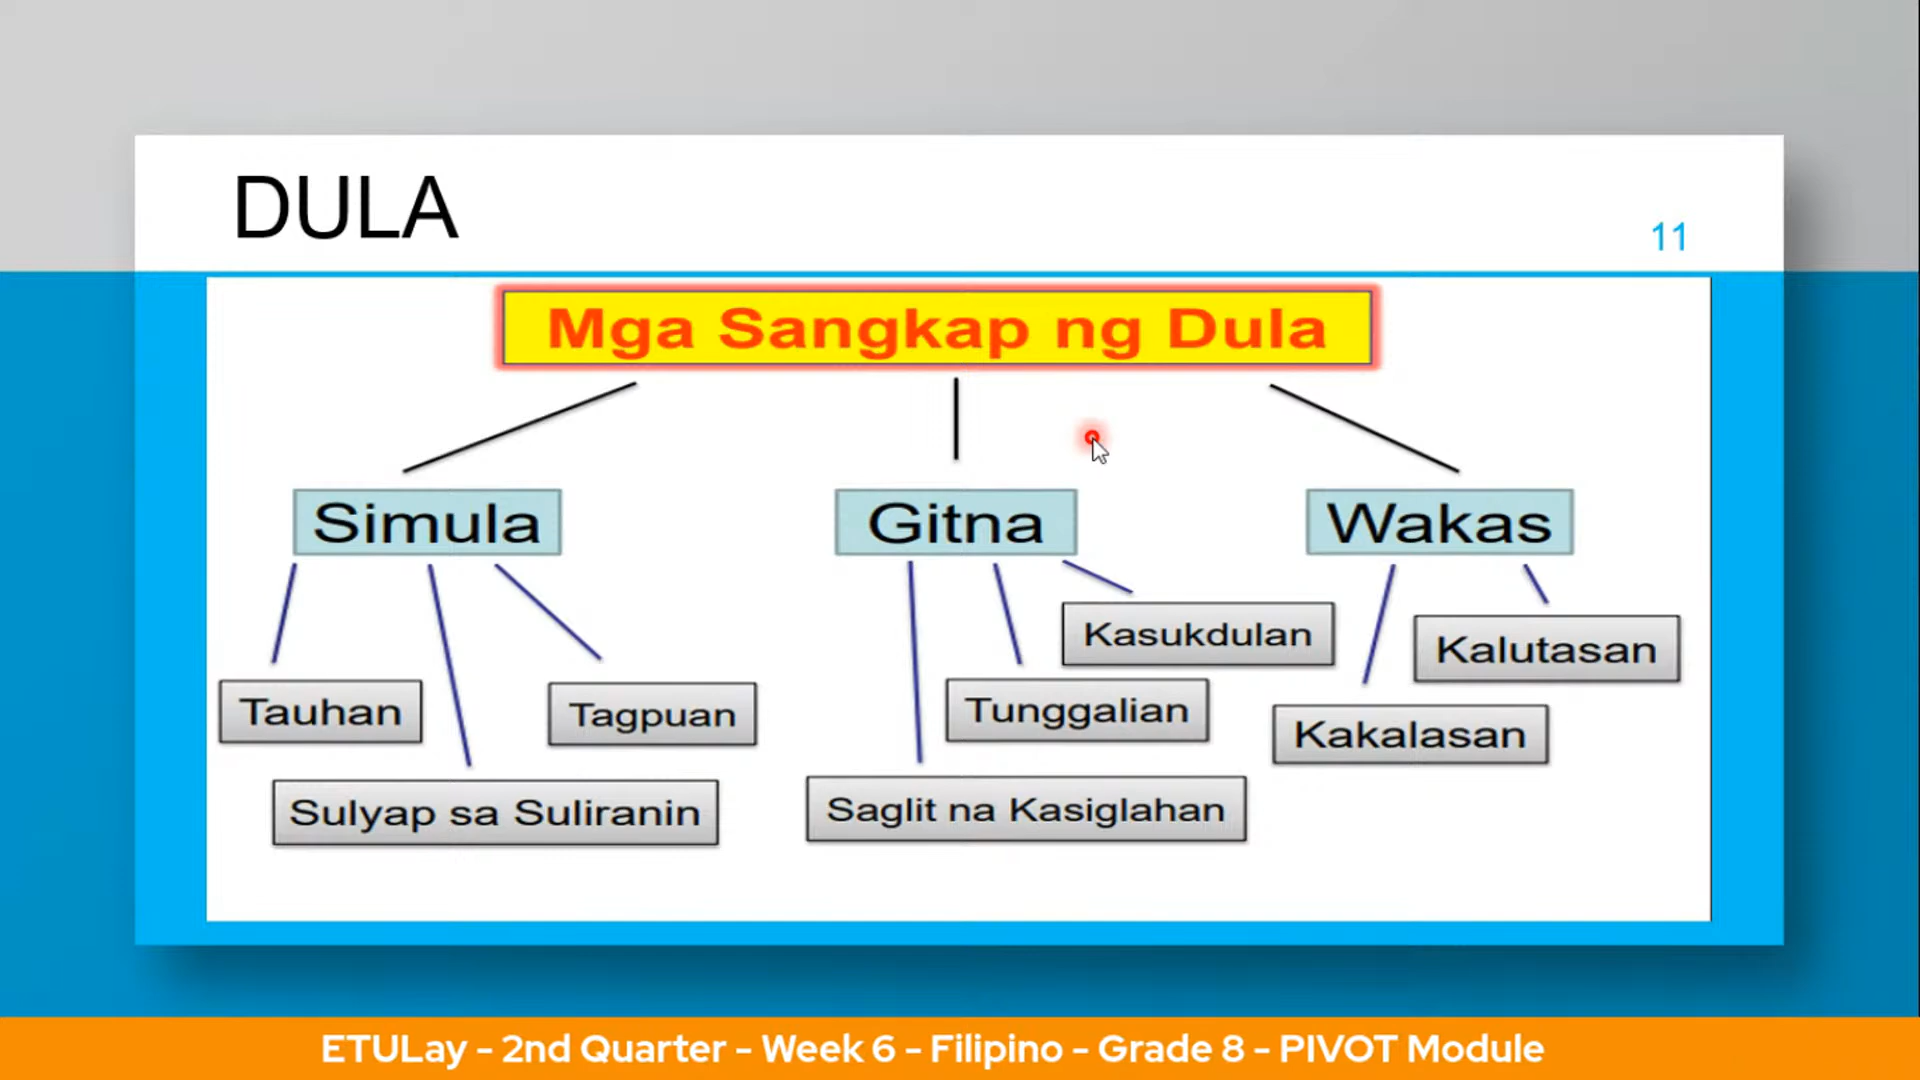 DULA
11
Mga Sangkap ng Dula
Simula
Gitna
Wakas
Tauhan
Sulyap sa Suliranin
Tagpuan
Saglit na Kasiglahan
Tunggalian
Kasukdulan
Kakalasan
Kalutasan
ETULay - 2nd Quarter - Week 6 - Filipino - Grade 8 - PIVOT Module